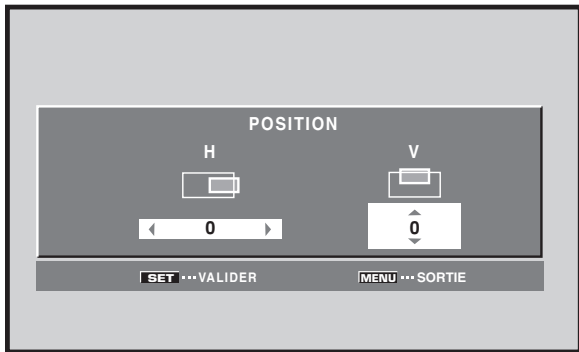 POSITION
H V
0 0
SET ··· VALIDER MENU ··· SORTIE